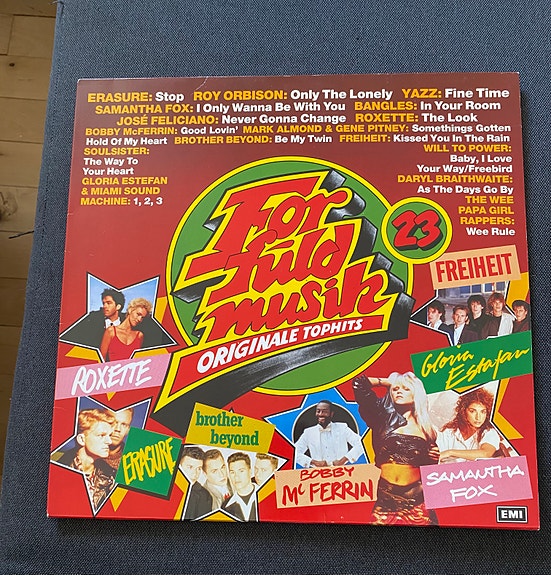 ERASURE: Stop ROY ORBISON: Only The Lonely YAZZ: Fine Time
SAMANTHA FOX: I Only Wanna Be With You BANGLES: In Your Room
JOSÉ FELICIANO: Never Gonna Change ROXETTE: The Look
BOBBY McFERRIN: Good Lovin' MARK ALMOND & GENE PITNEY: Somethings Gotten
Hold Of My Heart BROTHER BEYOND: Be My Twin FREIHEIT: Kissed You In The Rain
SOULSISTER:
The Way To
Your Heart
GLORIA ESTEFAN
& MIAMI SOUND
MACHINE: 1, 2, 3
WILL TO POWER:
Baby, I Love
Your Way/Freebird
DARYL BRAITHWAITE:
As The Days Go By
THE WEE
PAPA GIRL
RAPPERS:
Wee Rule
For
fuld
musik
23
ORIGINALE TOPHITS
FREIHEIT
ROXETTE
Gloria
Estafan
ERASURE
brother
beyond
BOBBY
McFERRIN
SAMANTHA
FOX
EMI